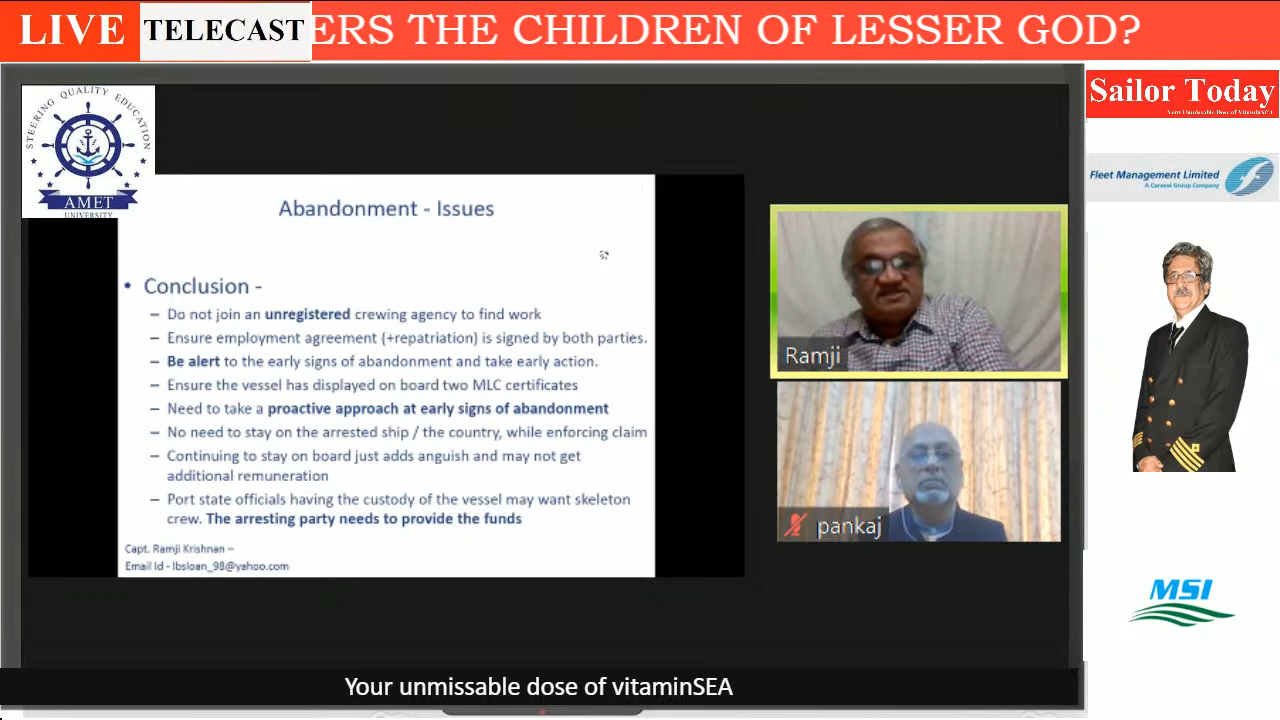 LIVE TELECAST ERS THE CHILDREN OF LESSER GOD?
STEERING QUALITY EDUCATION
AMET
UNIVERSITY
Abandonment - Issues
• Conclusion -
– Do not join an unregistered crewing agency to find work
– Ensure employment agreement (+repatriation) is signed by both parties.
– Be alert to the early signs of abandonment and take early action.
– Ensure the vessel has displayed on board two MLC certificates
– Need to take a proactive approach at early signs of abandonment
– No need to stay on the arrested ship / the country, while enforcing claim
– Continuing to stay on board just adds anguish and may not get
additional remuneration
– Port state officials having the custody of the vessel may want skeleton
crew. The arresting party needs to provide the funds
Capt. Ramji Krishnan –
Email Id - lbsloan_98@yahoo.com
Ramji
pankaj
Sailor Today
Your Unmissable Dose of VitaminSEA
Fleet Management Limited
A Caravel Group Company
MSI
Your unmissable dose of vitaminSEA